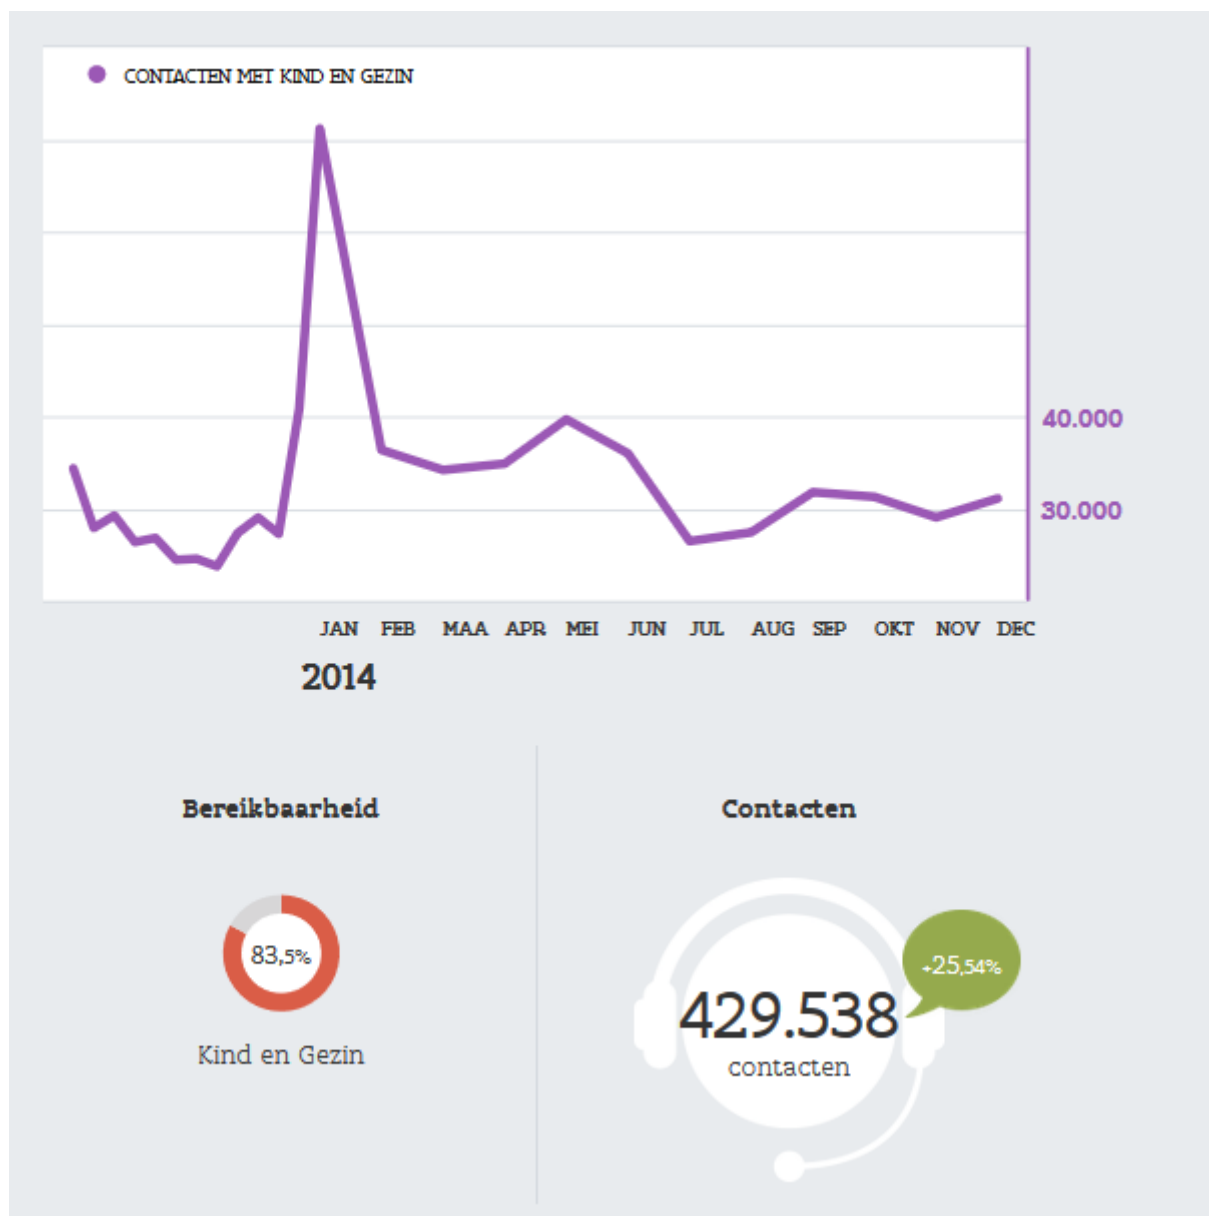 CONTACTEN MET KIND EN GEZIN
40.000
30.000
JAN FEB MAA APR MEI JUN JUL AUG SEP OKT NOV DEC
2014
Bereikbaarheid
Contacten
83,5%
Kind en Gezin
+25,54%
429.538
contacten